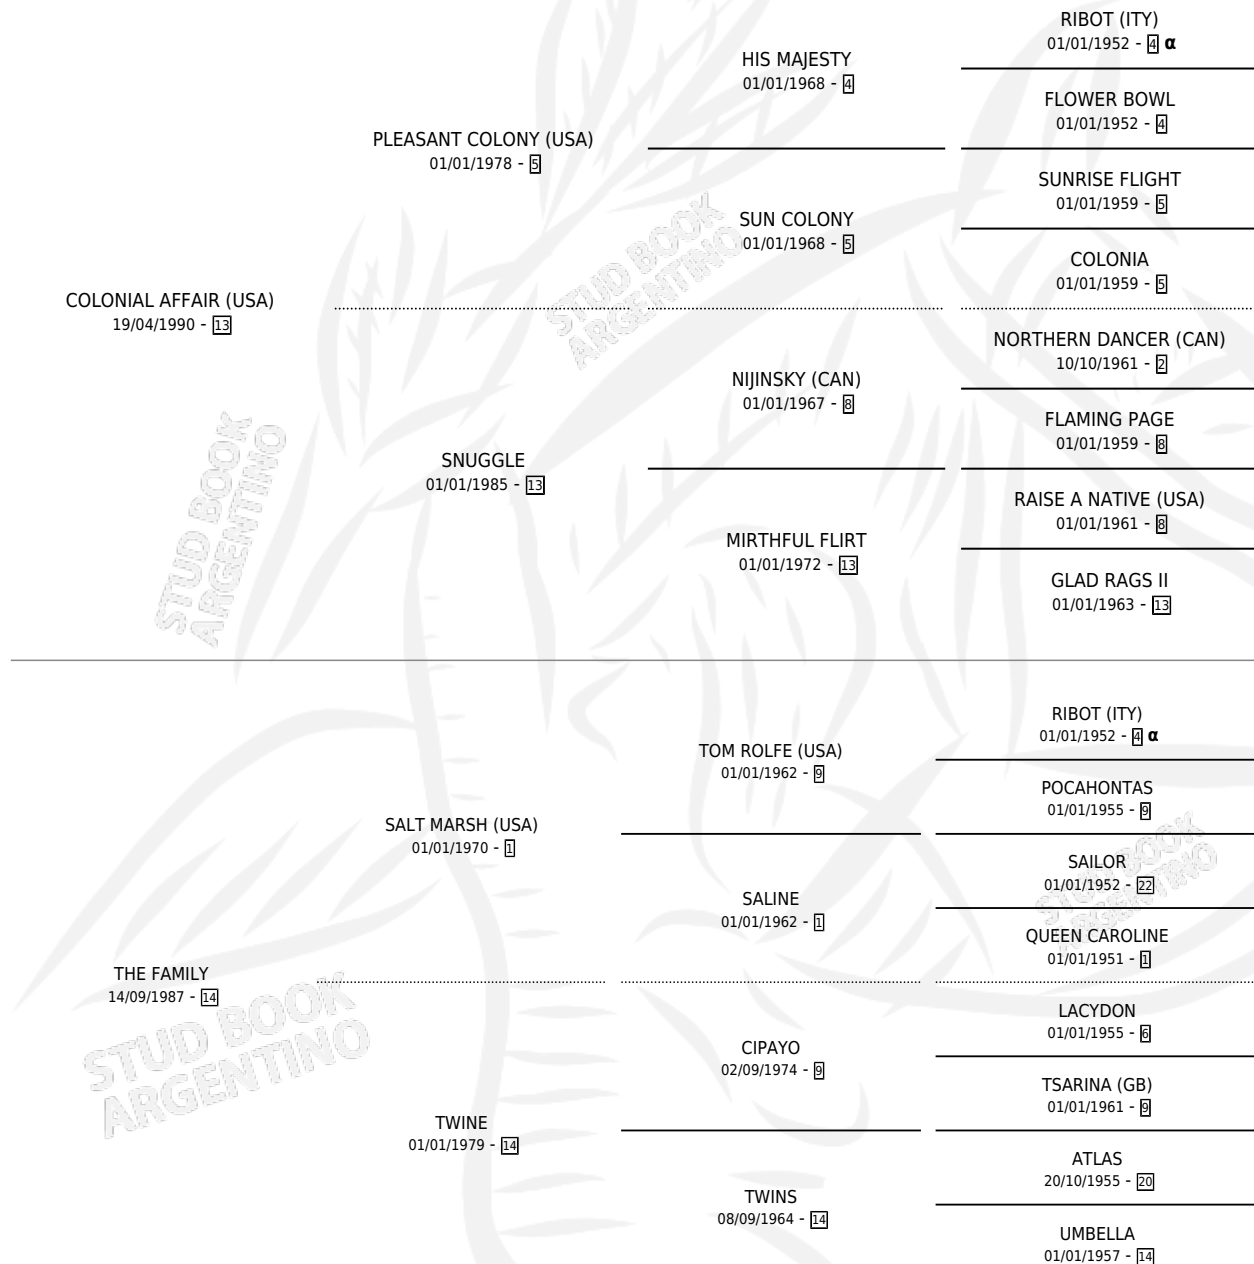 RIBOT (ITY)
01/01/1952 - 4 α
HIS MAJESTY
01/01/1968 - 4
FLOWER BOWL
01/01/1952 - 4
PLEASANT COLONY (USA)
01/01/1978 - 5
SUNRISE FLIGHT
01/01/1959 - 5
SUN COLONY
01/01/1968 - 5
COLONIA
01/01/1959 - 5
COLONIAL AFFAIR (USA)
19/04/1990 - 13
NORTHERN DANCER (CAN)
10/10/1961 - 2
NIJINSKY (CAN)
01/01/1967 - 8
FLAMING PAGE
01/01/1959 - 8
SNUGGLE
01/01/1985 - 13
RAISE A NATIVE (USA)
01/01/1961 - 8
MIRTHFUL FLIRT
01/01/1972 - 13
GLAD RAGS II
01/01/1963 - 13
RIBOT (ITY)
01/01/1952 - 4 α
TOM ROLFE (USA)
01/01/1962 - 9
POCAHONTAS
01/01/1955 - 9
SALT MARSH (USA)
01/01/1970 - 1
SAILOR
01/01/1952 - 22
SALINE
01/01/1962 - 1
QUEEN CAROLINE
01/01/1951 - 1
THE FAMILY
14/09/1987 - 14
LACYDON
01/01/1955 - 6
CIPAYO
02/09/1974 - 9
TSARINA (GB)
01/01/1961 - 9
TWINE
01/01/1979 - 14
ATLAS
20/10/1955 - 20
TWINS
08/09/1964 - 14
UMBELLA
01/01/1957 - 14
STUD BOOK
ARGENTINO
STUD BOOK
ARGENTINO
STUD BOOK
ARGENTINO
STUD BOOK
ARGENTINO